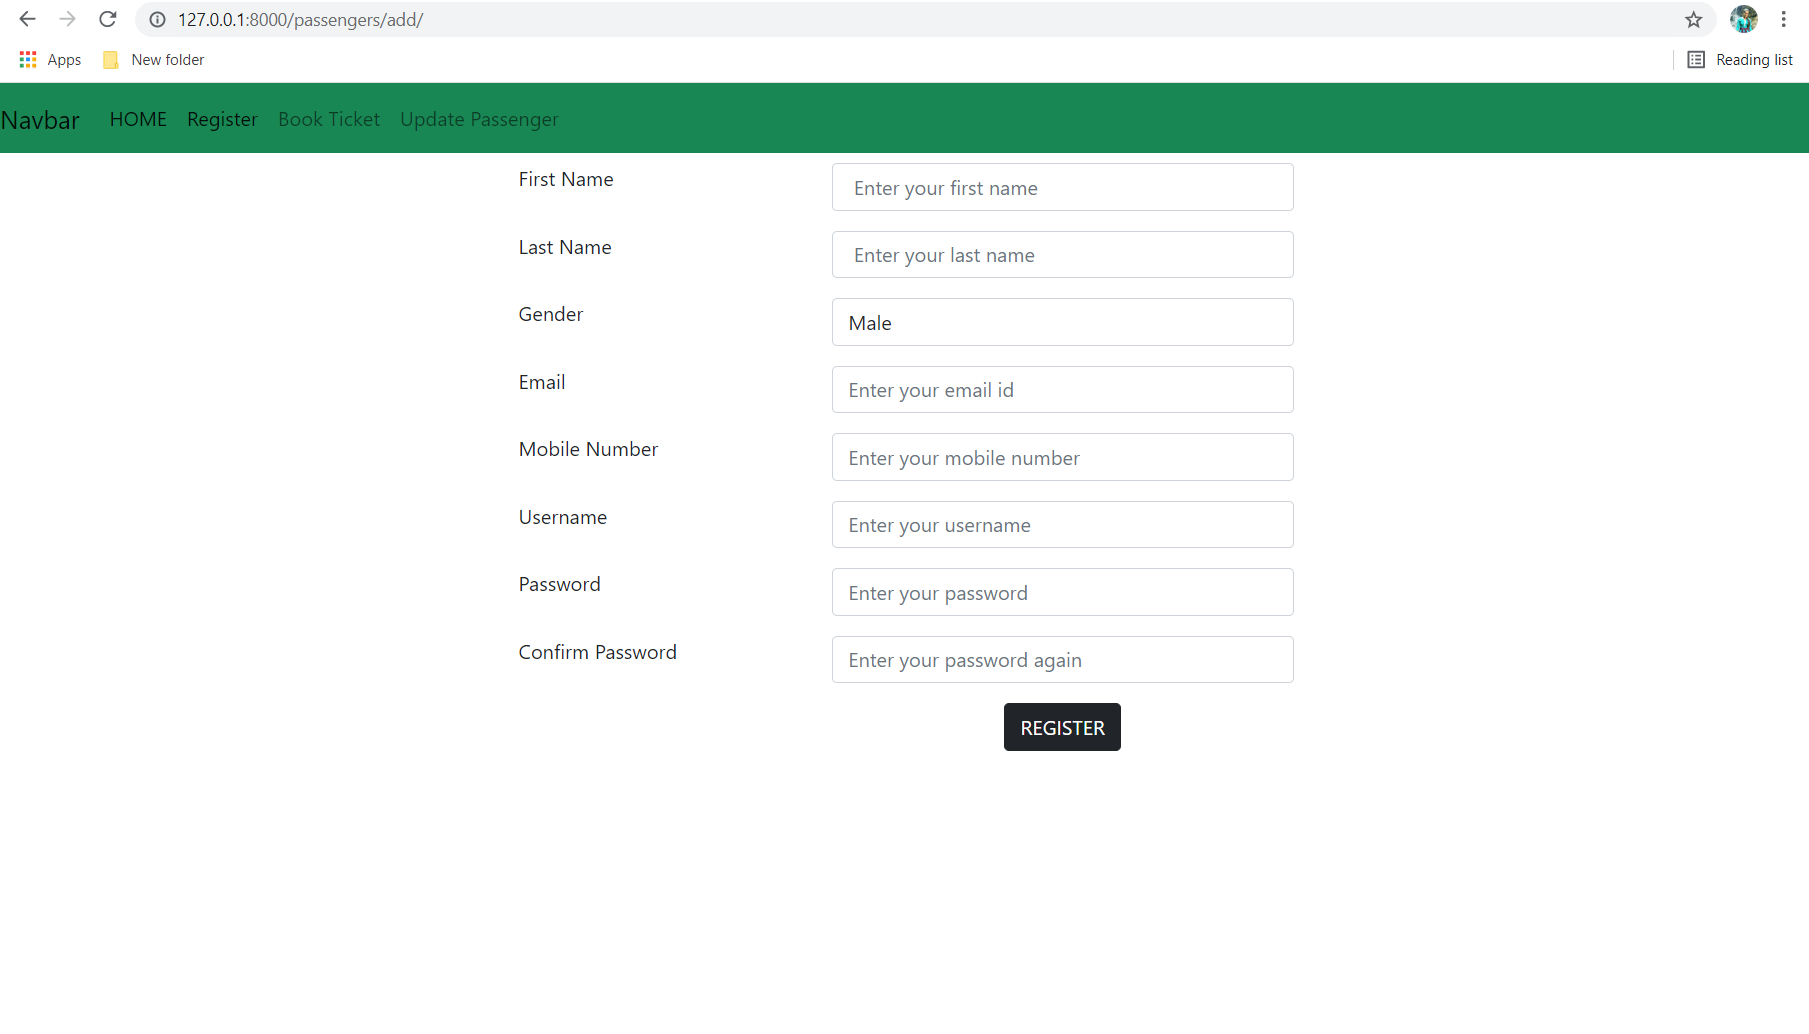 127.0.0.1:8000/passengers/add/
Apps New folder Reading list
Navbar HOME Register Book Ticket Update Passenger
First Name Enter your first name
Last Name Enter your last name
Gender Male
Email Enter your email id
Mobile Number Enter your mobile number
Username Enter your username
Password Enter your password
Confirm Password Enter your password again
REGISTER